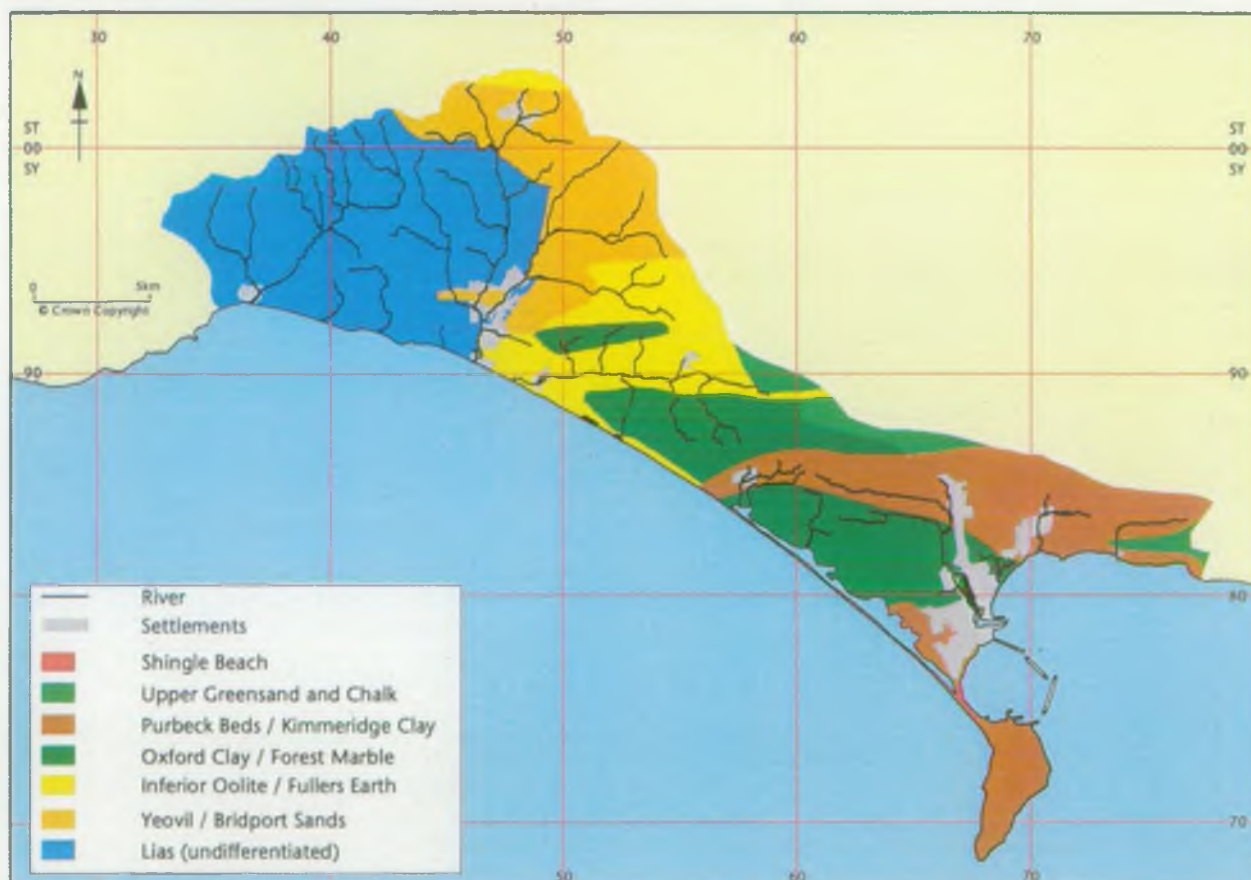 30 40 50 60 70
N
ST ST
00 00
SY SY
0 5km
© Crown Copyright
90 90
80 80
70 70
River
Settlements
Shingle Beach
Upper Greensand and Chalk
Purbeck Beds / Kimmeridge Clay
Oxford Clay / Forest Marble
Inferior Oolite / Fullers Earth
Yeovil / Bridport Sands
Lias (undifferentiated)
50 60 70